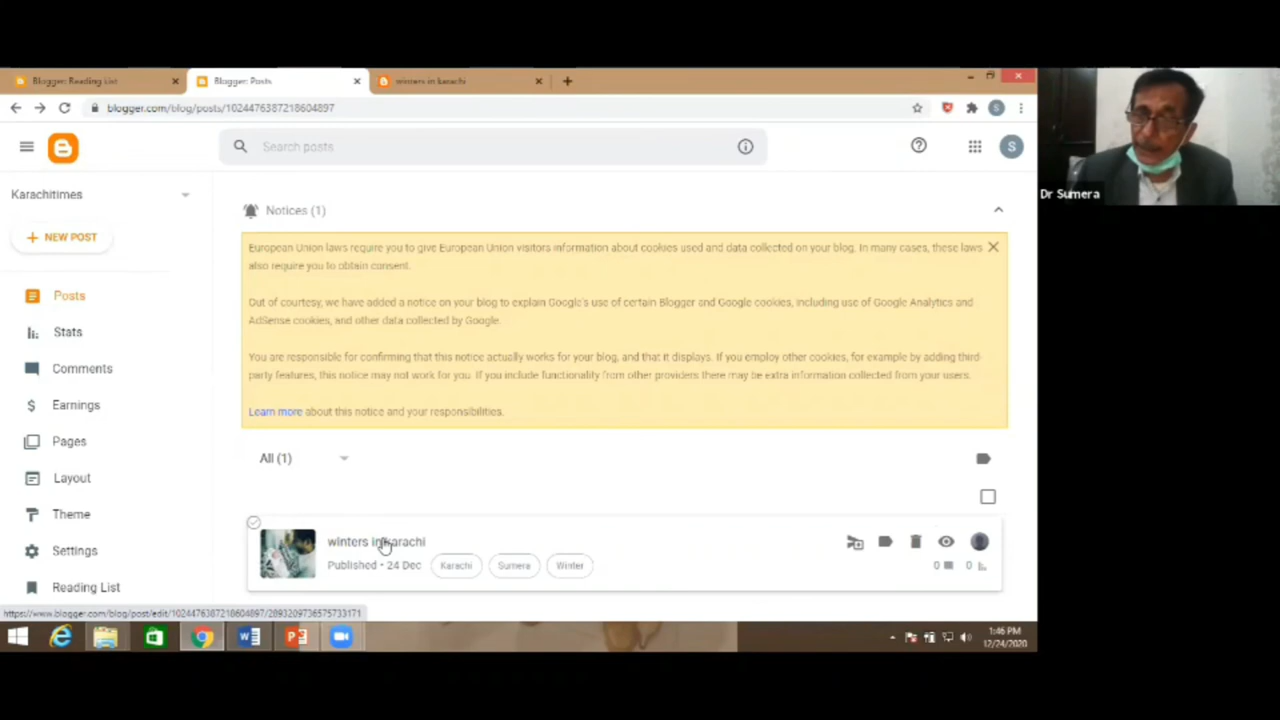 Blogger: Reading List
Blogger: Posts
winters in karachi
blogger.com/blog/posts/1024476387218604897
S
Search posts
S
Karachitimes
NEW POST
Posts
Stats
Comments
Earnings
Pages
Layout
Theme
Settings
Reading List
Notices (1)
European Union laws require you to give European Union visitors information about cookies used and data collected on your blog. In many cases, these laws
also require you to obtain consent.
Out of courtesy, we have added a notice on your blog to explain Google's use of certain Blogger and Google cookies, including use of Google Analytics and
AdSense cookies, and other data collected by Google.
You are responsible for confirming that this notice actually works for your blog, and that it displays. If you employ other cookies, for example by adding third-
party features, this notice may not work for you. If you include functionality from other providers there may be extra information collected from your users.
Learn more about this notice and your responsibilities.
All (1)
winters in karachi
Published • 24 Dec
Karachi
Sumera
Winter
0
0
https://www.blogger.com/blog/post/edit/1024476387218604897/2893209736575733171
1:46 PM
12/24/2020
Dr Sumera